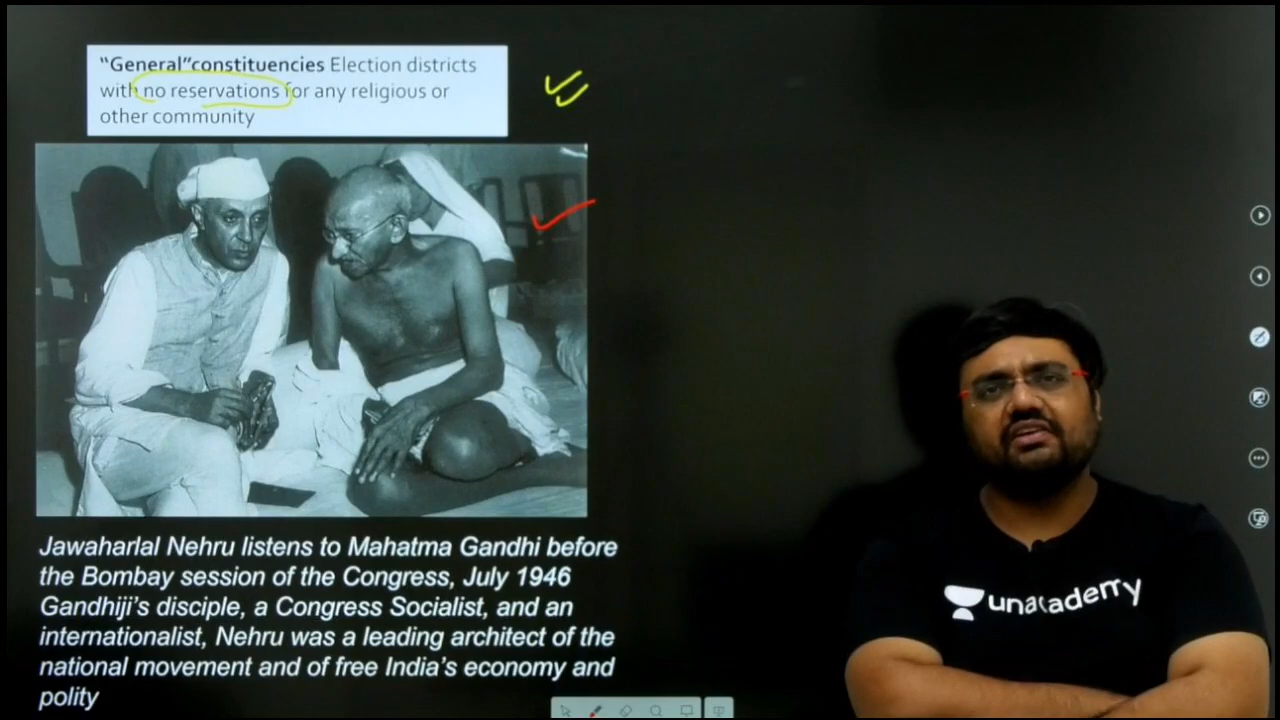 “General”constituencies Election districts
with no reservations for any religious or
other community
Jawaharlal Nehru listens to Mahatma Gandhi before
the Bombay session of the Congress, July 1946
Gandhiji’s disciple, a Congress Socialist, and an
internationalist, Nehru was a leading architect of the
national movement and of free India’s economy and
polity
unacademy